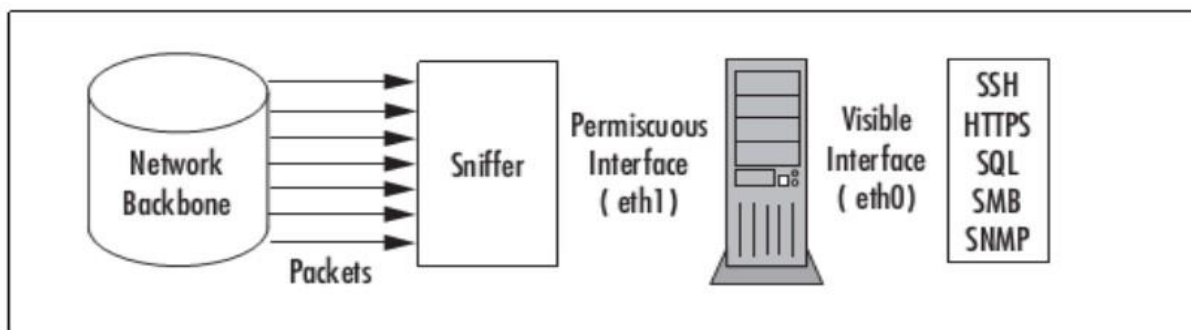 Network
Backbone
Packets
Sniffer
Permiscuous
Interface
( eth1)
Visible
Interface
( eth0)
SSH
HTTPS
SQL
SMB
SNMP